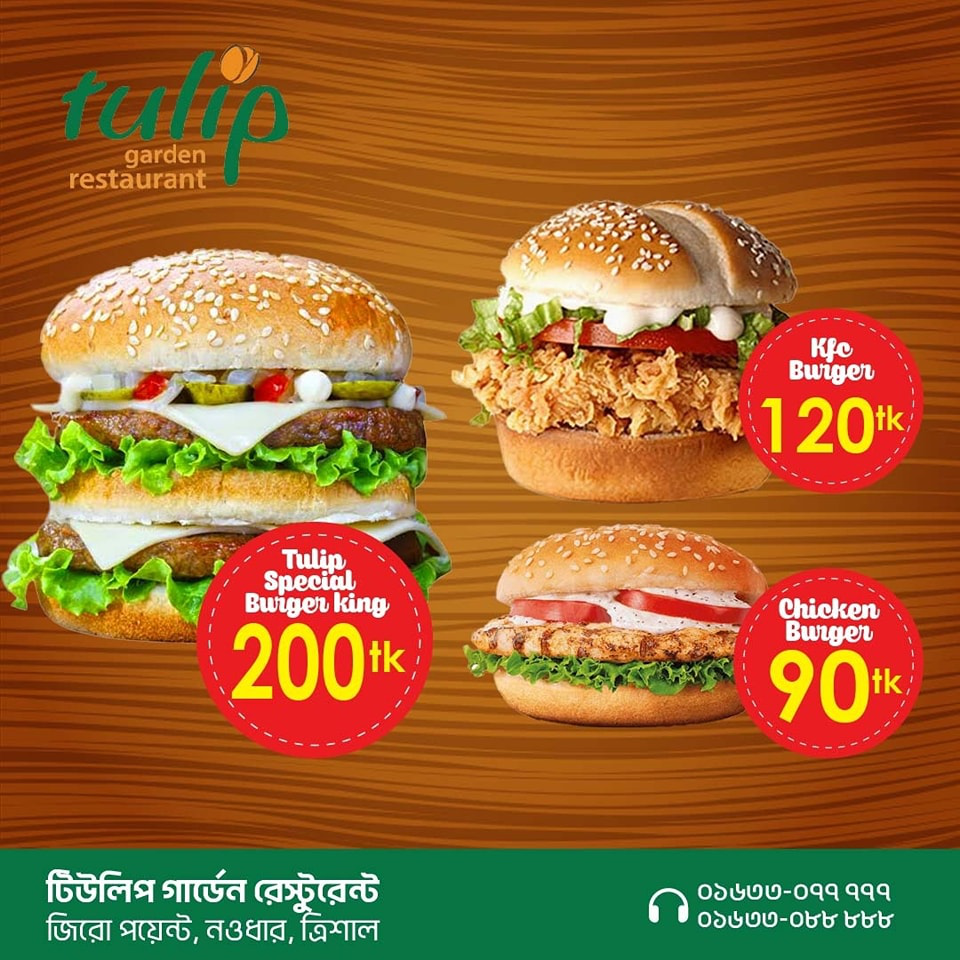 tulip
garden
restaurant
Kfc
Burger
120tk
Tulip
Special
Burger king
200tk
Chicken
Burger
90tk
টিউলিপ গার্ডেন রেস্টুরেন্ট
জিরো পয়েন্ট, নওধার, ত্রিশাল
০১৬৩৩-০৭৭ ৭৭৭
০১৬৩৩-০৮৮ ৮৮৮